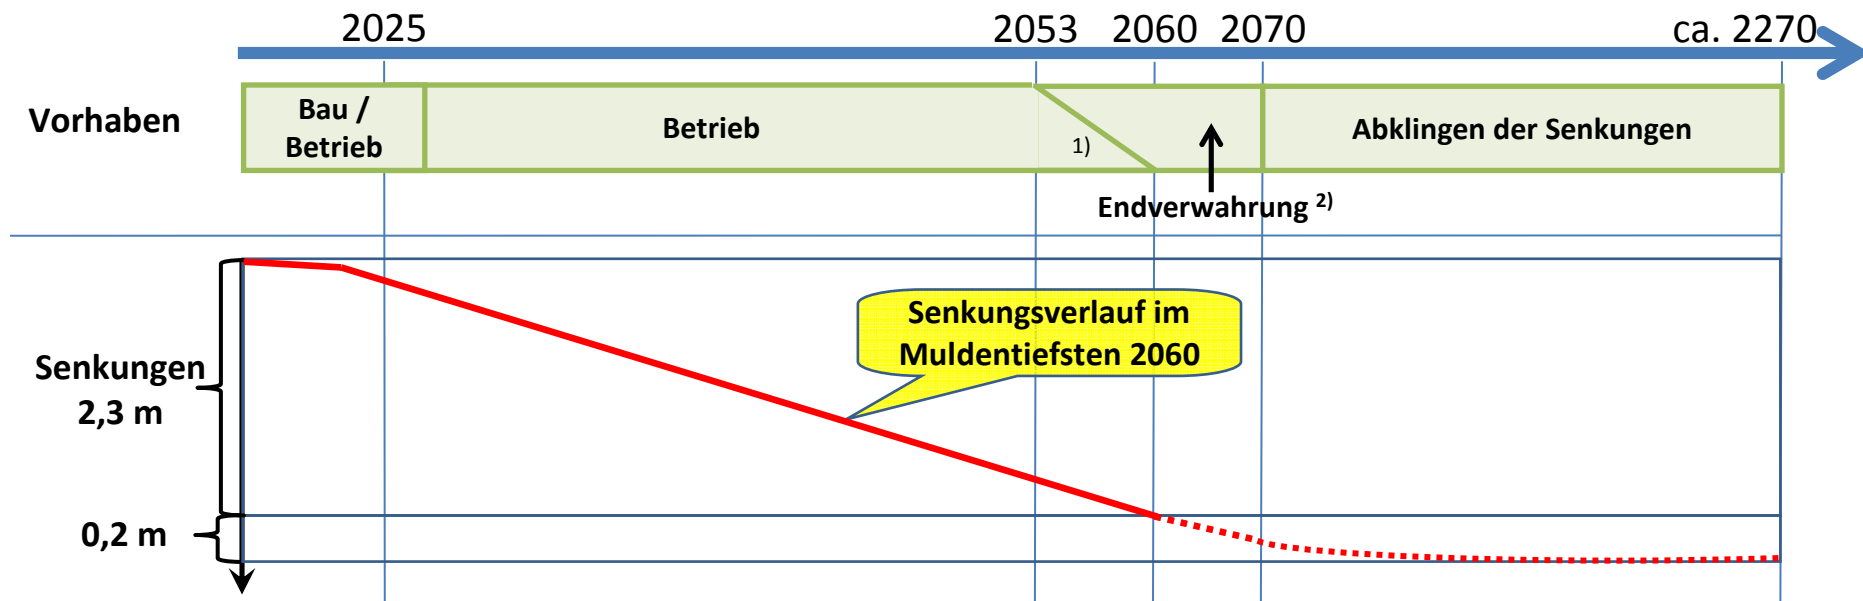 2025
2053
2060
2070
ca. 2270
Vorhaben
Bau /
Betrieb
Betrieb
1)
Abklingen der Senkungen
Endverwahrung 2)
Senkungsverlauf im
Muldentiefsten 2060
Senkungen
2,3 m
0,2 m